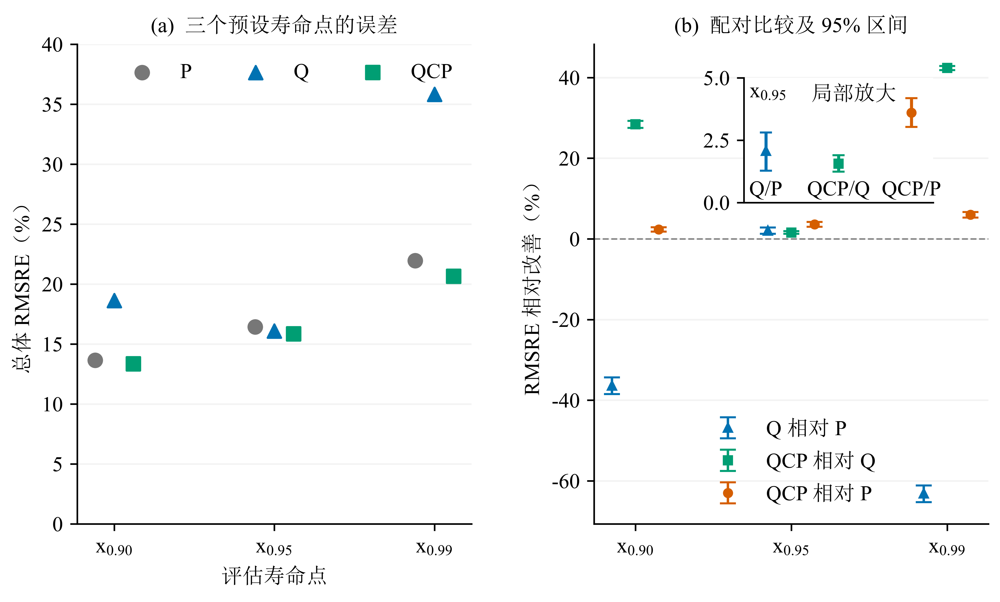 (a) 三个预设寿命点的误差
40
35
30
25
20
15
10
5
0
总体 RMSRE（%）
P Q QCP
x0.90 x0.95 x0.99
评估寿命点
(b) 配对比较及 95% 区间
40
20
0
-20
-40
-60
RMSRE 相对改善（%）
5.0
2.5
0.0
x0.95 局部放大
Q/P QCP/Q QCP/P
Q 相对 P
QCP 相对 Q
QCP 相对 P
x0.90 x0.95 x0.99